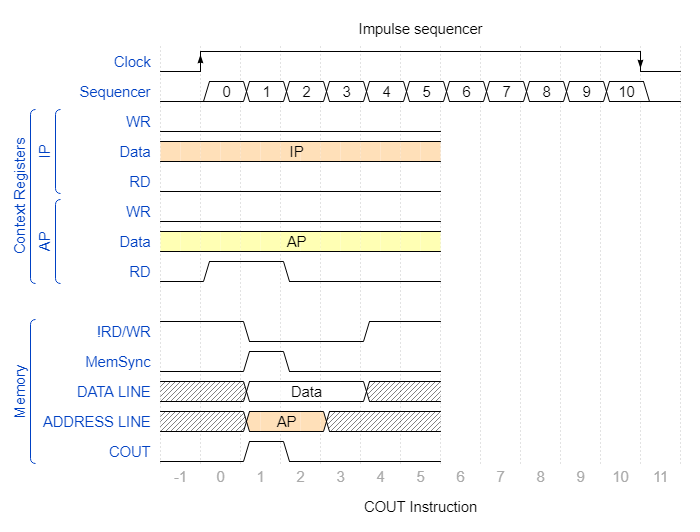 Impulse sequencer
Clock
Sequencer 0 1 2 3 4 5 6 7 8 9 10
Context Registers
IP
WR
Data IP
RD
AP
WR
Data AP
RD
Memory
!RD/WR
MemSync
DATA LINE Data
ADDRESS LINE AP
COUT
-1 0 1 2 3 4 5 6 7 8 9 10 11
COUT Instruction